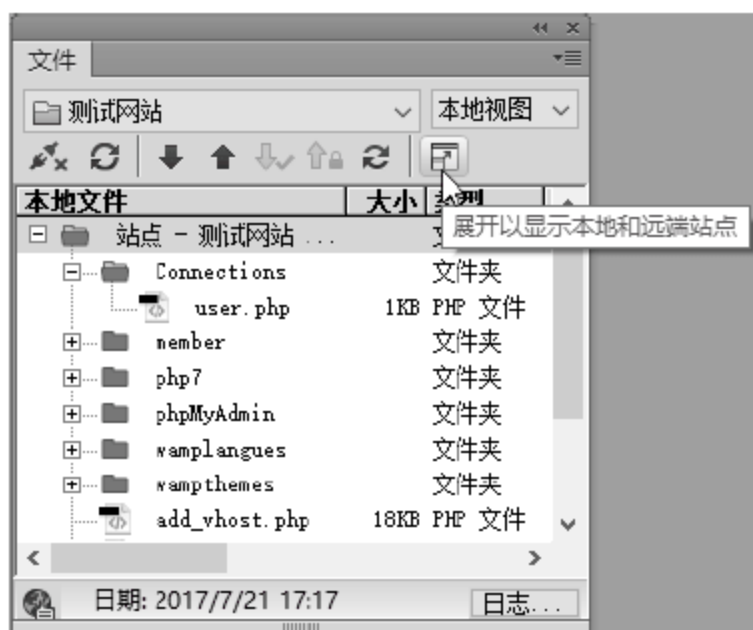 文件
测试网站 本地视图
本地文件 大小 类型
展开以显示本地和远端站点
站点 - 测试网站 ...
Connections 文件夹
user.php 1KB PHP 文件
member 文件夹
php7 文件夹
phpMyAdmin 文件夹
wamplangues 文件夹
wampthemes 文件夹
add_vhost.php 18KB PHP 文件
日期: 2017/7/21 17:17 日志...